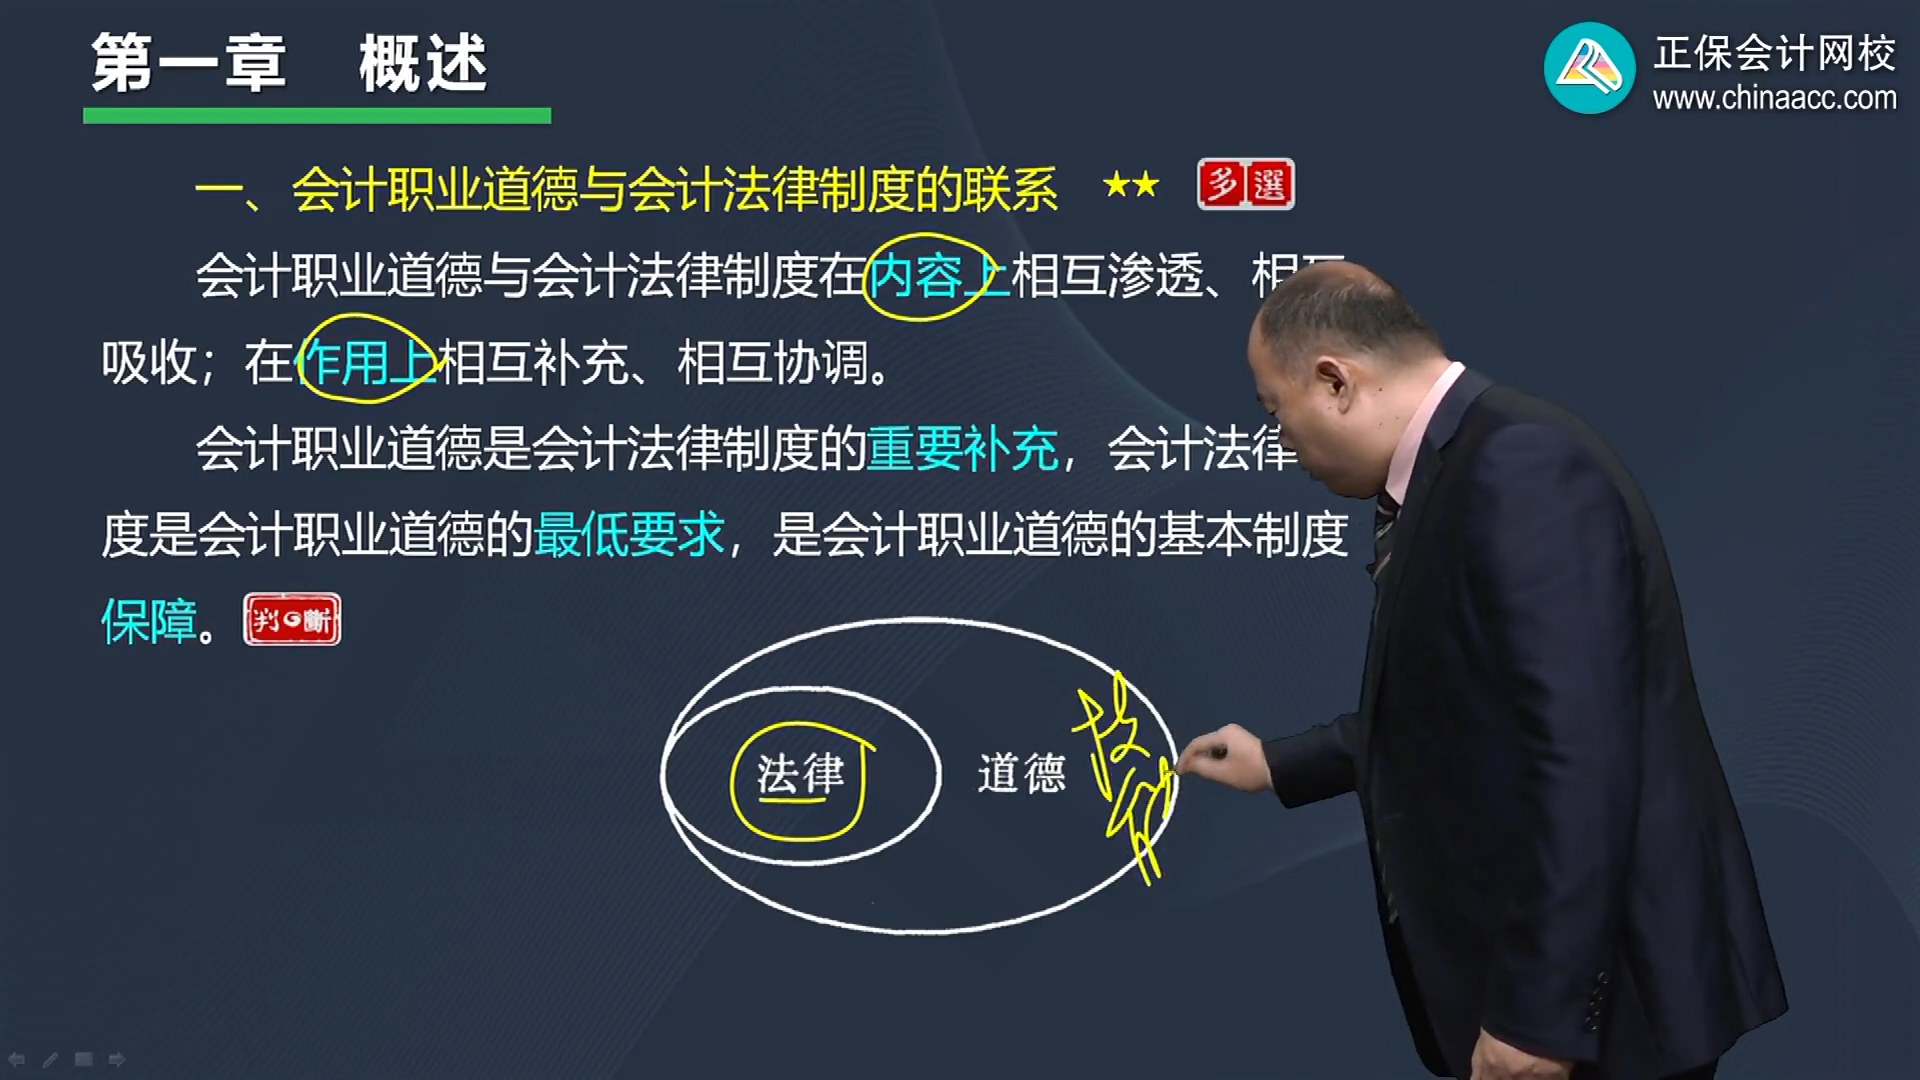 第一章 概述
正保会计网校
www.chinaacc.com
一、会计职业道德与会计法律制度的联系 ★★ 多選
会计职业道德与会计法律制度在内容上相互渗透、相互
吸收；在作用上相互补充、相互协调。
会计职业道德是会计法律制度的重要补充，会计法律
度是会计职业道德的最低要求，是会计职业道德的基本制度
保障。 判断
法律 道德 技能